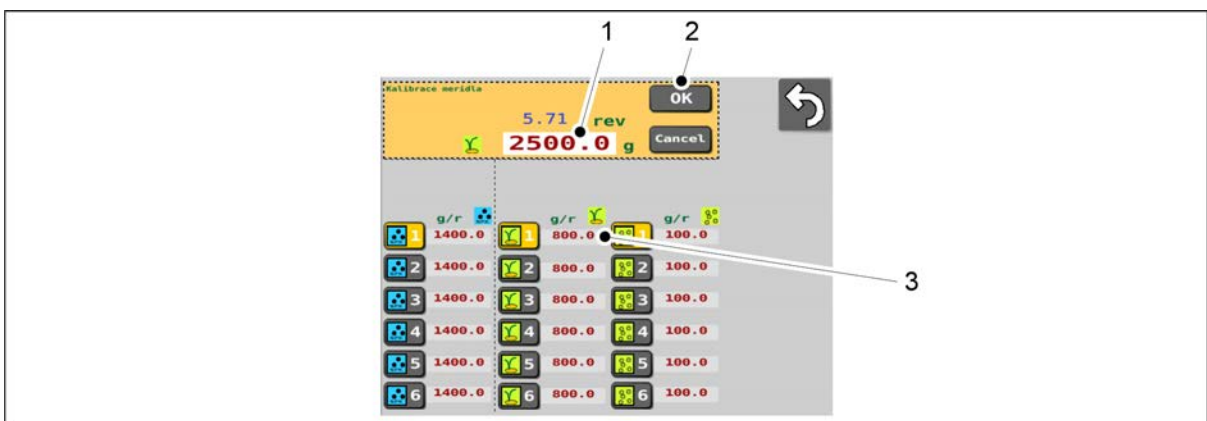 1 2
Kalibrace meridla
OK
5.71 rev
2500.0 g
Cancel
g/r g/r g/r
1 1400.0 1 800.0 1 100.0
2 1400.0 2 800.0 2 100.0
3
3 1400.0 3 800.0 3 100.0
4 1400.0 4 800.0 4 100.0
5 1400.0 5 800.0 5 100.0
6 1400.0 6 800.0 6 100.0